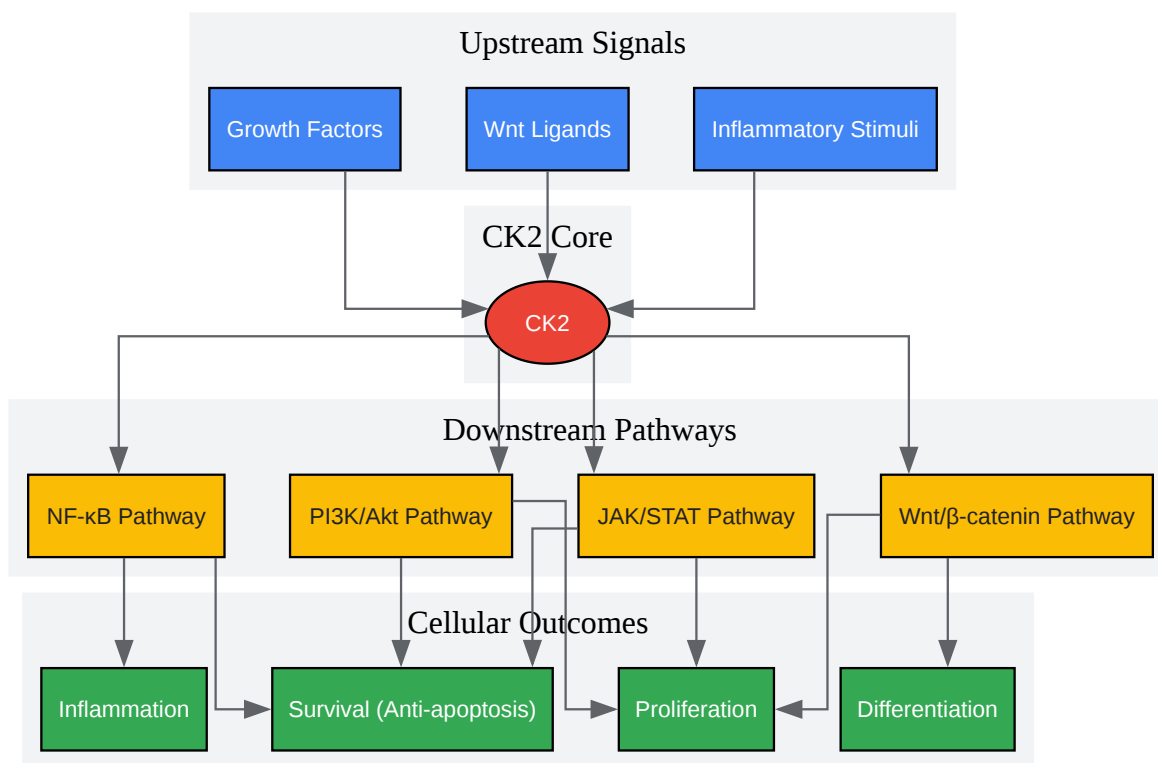 Upstream Signals
Growth Factors
Wnt Ligands
Inflammatory Stimuli
CK2 Core
CK2
Downstream Pathways
NF-κB Pathway
PI3K/Akt Pathway
JAK/STAT Pathway
Wnt/β-catenin Pathway
Cellular Outcomes
Inflammation
Survival (Anti-apoptosis)
Proliferation
Differentiation